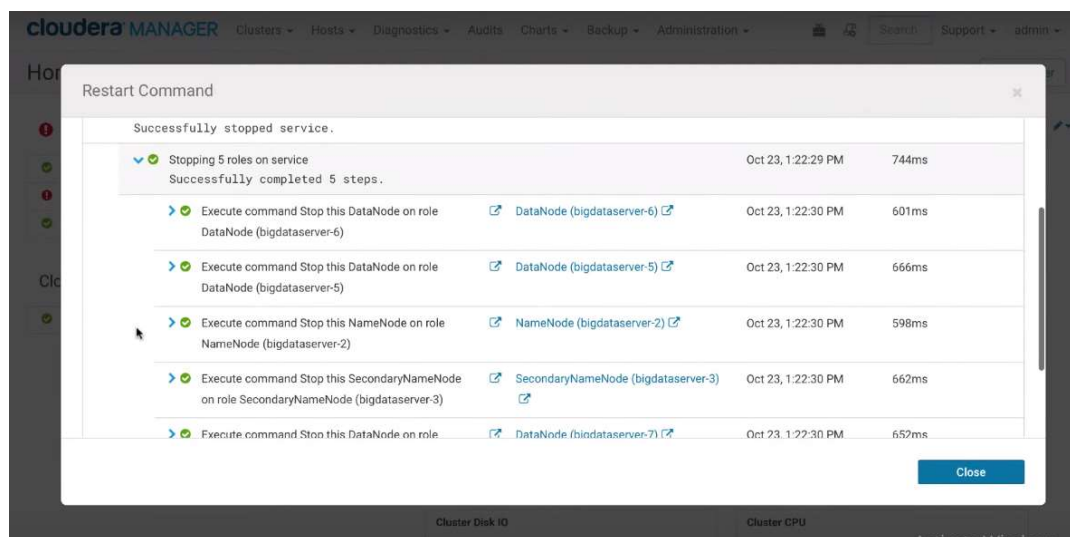 cloudera MANAGER Clusters Hosts Diagnostics Audits Charts Backup Administration Search Support admin
Hor
Restart Command
Successfully stopped service.
Stopping 5 roles on service Oct 23, 1:22:29 PM 744ms
Successfully completed 5 steps.
Execute command Stop this DataNode on role DataNode (bigdataserver-6) Oct 23, 1:22:30 PM 601ms
DataNode (bigdataserver-6)
Execute command Stop this DataNode on role DataNode (bigdataserver-5) Oct 23, 1:22:30 PM 666ms
DataNode (bigdataserver-5)
Clo
Execute command Stop this NameNode on role NameNode (bigdataserver-2) Oct 23, 1:22:30 PM 598ms
NameNode (bigdataserver-2)
Execute command Stop this SecondaryNameNode SecondaryNameNode (bigdataserver-3) Oct 23, 1:22:30 PM 662ms
on role SecondaryNameNode (bigdataserver-3)
Execute command Stop this DataNode on role DataNode (bigdataserver-7) Oct 23, 1:22:30 PM 652ms
Close
Cluster Disk IO Cluster CPU